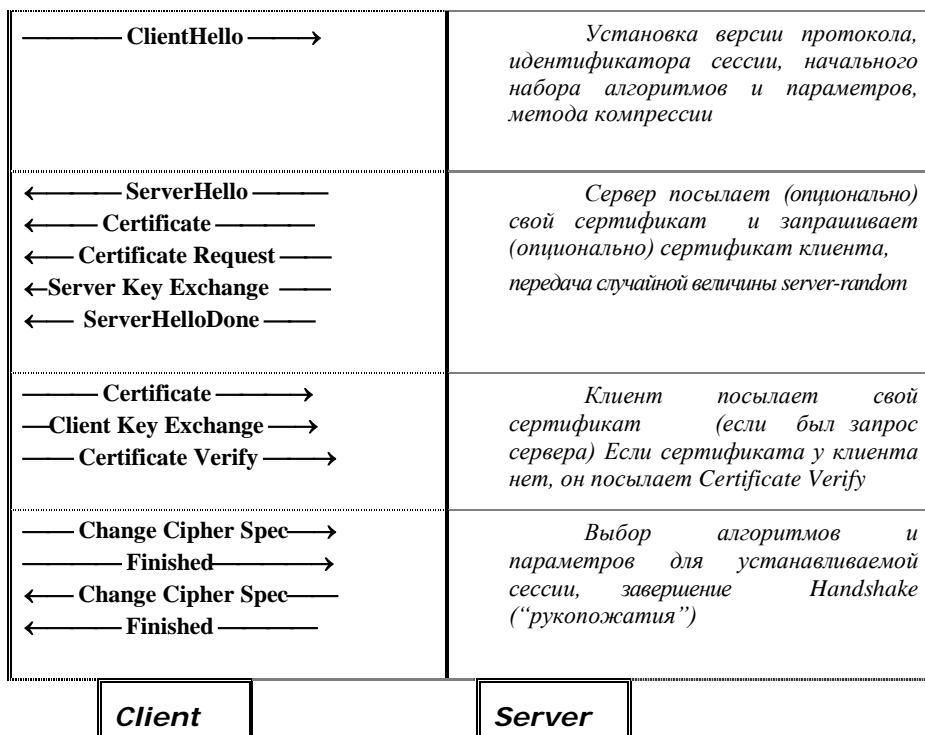 ClientHello
Установка версии протокола,
идентификатора сессии, начального
набора алгоритмов и параметров,
метода компрессии
ServerHello
Certificate
Certificate Request
Server Key Exchange
ServerHelloDone
Сервер посылает (опционально)
свой сертификат и запрашивает
(опционально) сертификат клиента,
передача случайной величины server-random
Certificate
Client Key Exchange
Certificate Verify
Клиент посылает свой
сертификат (если был запрос
сервера) Если сертификата у клиента
нет, он посылает Certificate Verify
Change Cipher Spec
Finished
Change Cipher Spec
Finished
Выбор алгоритмов и
параметров для устанавливаемой
сессии, завершение Handshake
(“рукопожатия”)
Client
Server